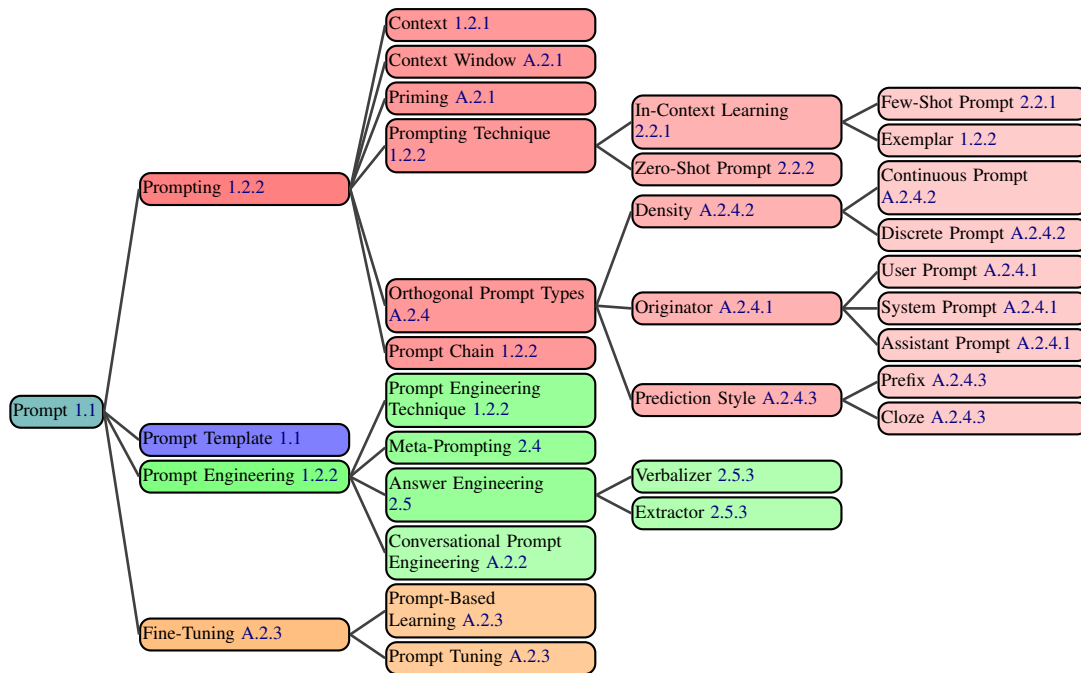 Prompt 1.1
Prompting 1.2.2
Context 1.2.1
Context Window A.2.1
Priming A.2.1
Prompting Technique
1.2.2
In-Context Learning
2.2.1
Few-Shot Prompt 2.2.1
Exemplar 1.2.2
Zero-Shot Prompt 2.2.2
Orthogonal Prompt Types
A.2.4
Density A.2.4.2
Continuous Prompt
A.2.4.2
Discrete Prompt A.2.4.2
Originator A.2.4.1
User Prompt A.2.4.1
System Prompt A.2.4.1
Assistant Prompt A.2.4.1
Prediction Style A.2.4.3
Prefix A.2.4.3
Cloze A.2.4.3
Prompt Chain 1.2.2
Prompt Template 1.1
Prompt Engineering 1.2.2
Prompt Engineering
Technique 1.2.2
Meta-Prompting 2.4
Answer Engineering
2.5
Verbalizer 2.5.3
Extractor 2.5.3
Conversational Prompt
Engineering A.2.2
Fine-Tuning A.2.3
Prompt-Based
Learning A.2.3
Prompt Tuning A.2.3